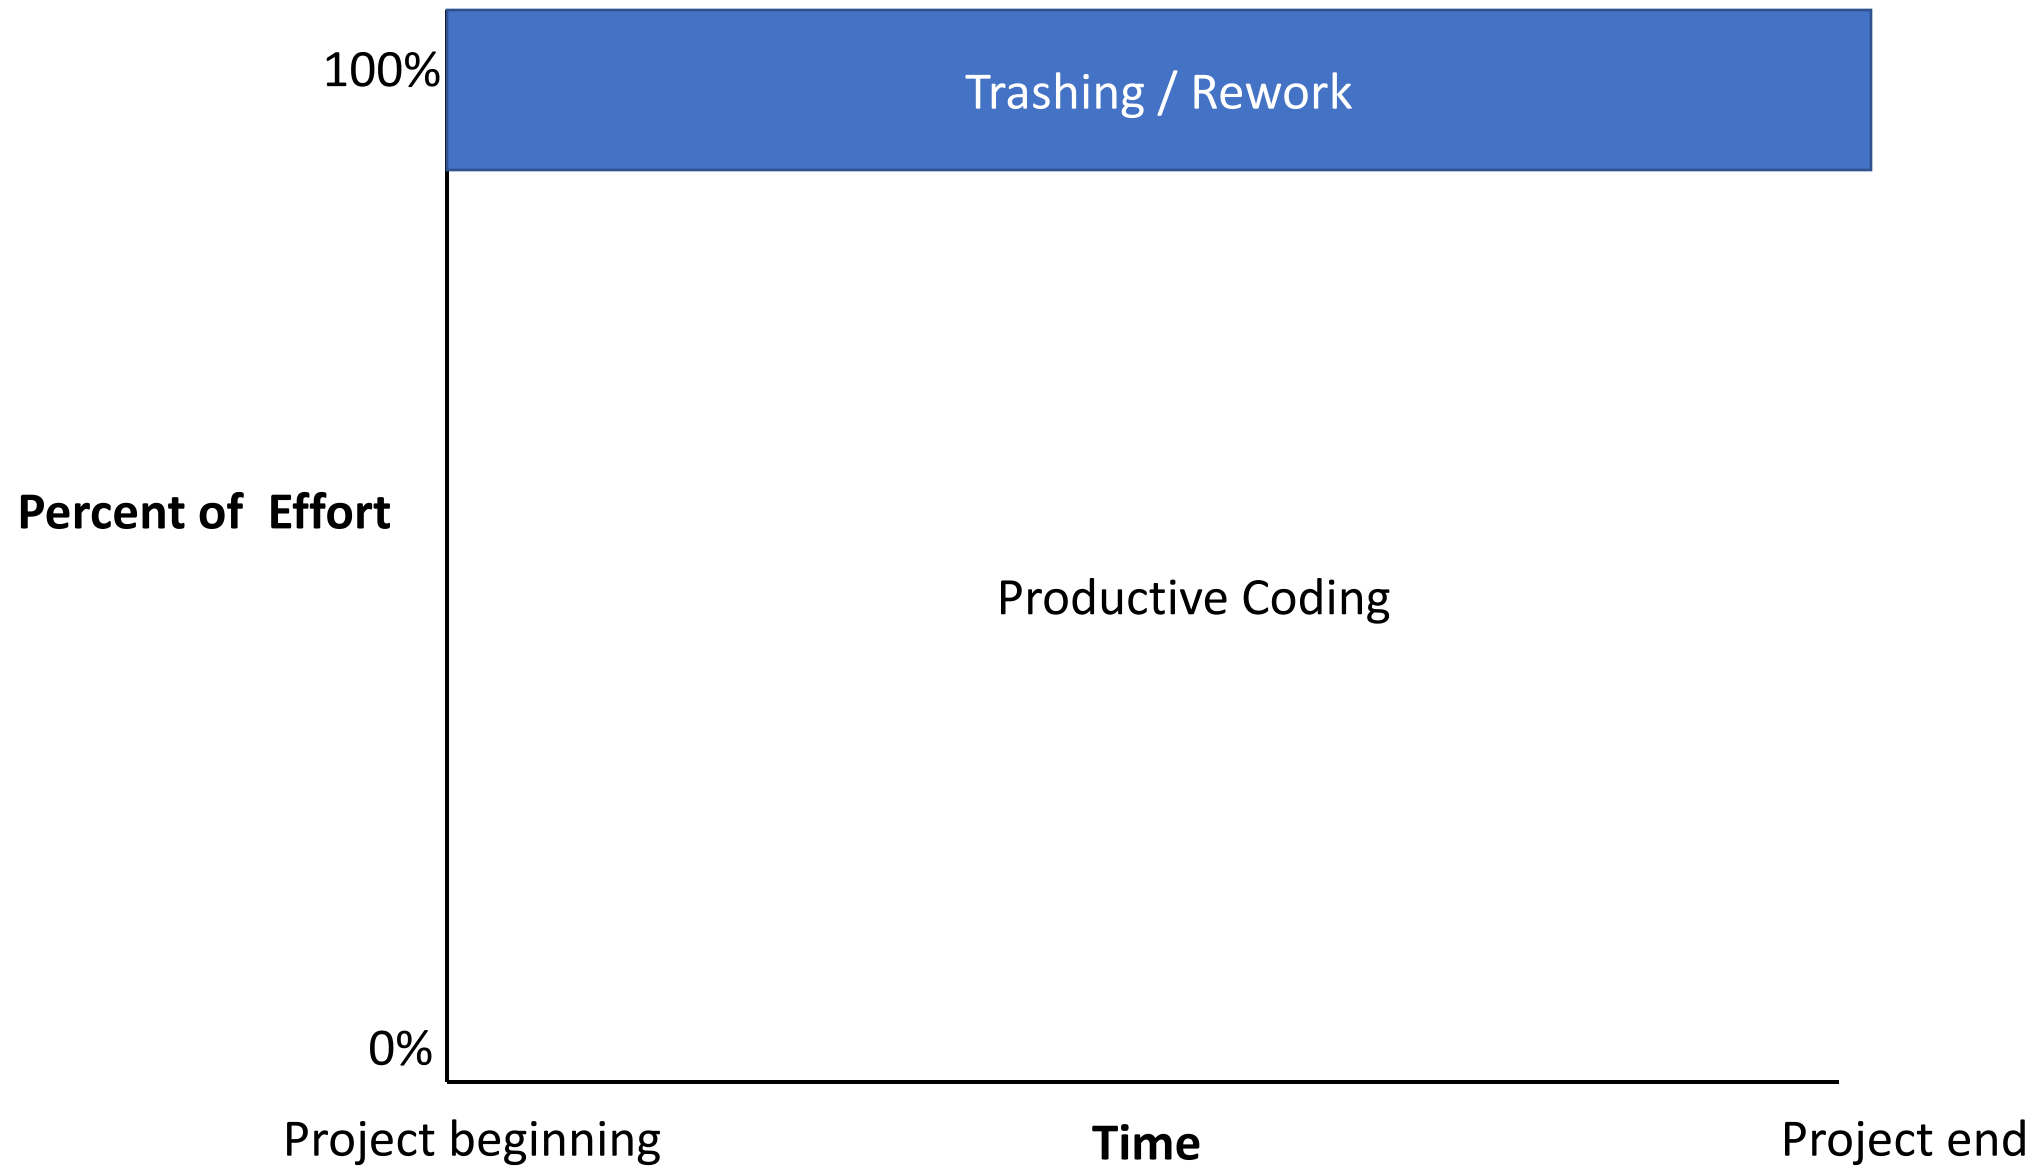 100%
Trashing / Rework
Percent of  Effort
Productive Coding
0%
Project beginning
Time
Project end